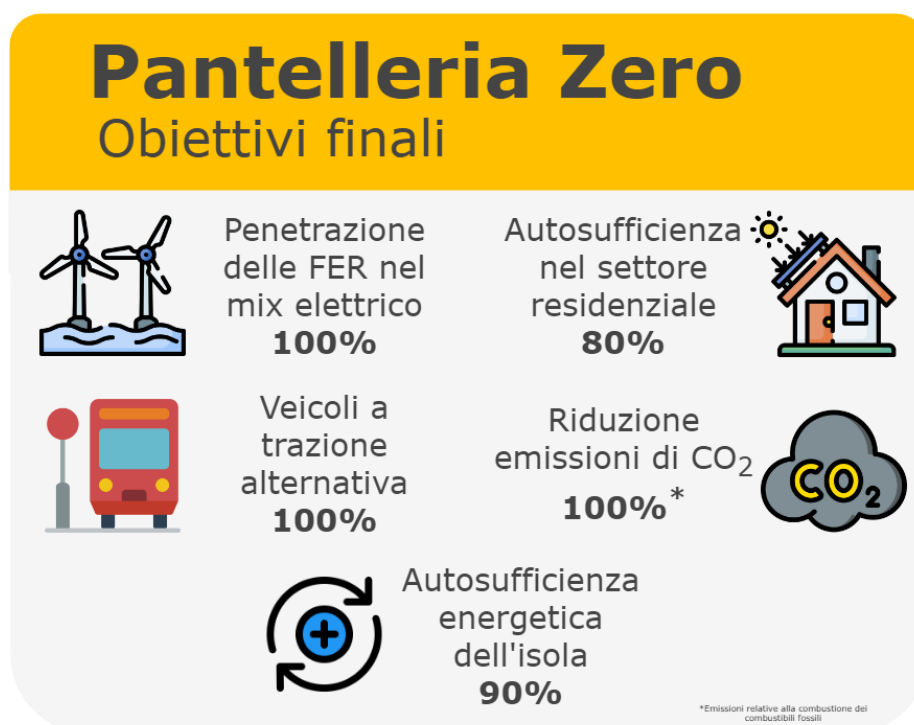 Pantelleria Zero
Obiettivi finali
Penetrazione
delle FER nel
mix elettrico
100%
Autosufficienza
nel settore
residenziale
80%
Veicoli a
trazione
alternativa
100%
Riduzione
emissioni di CO₂
100%*
CO₂
Autosufficienza
energetica
dell'isola
90%
*Emissioni relative alla combustione dei
combustibili fossili